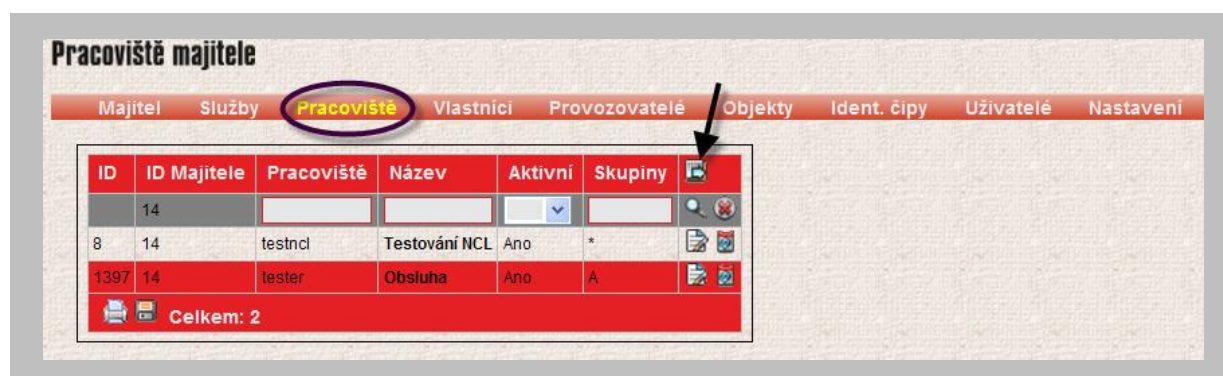 Pracoviště majitele
Majitel Služby Pracoviště Vlastníci Provozovatelé Objekty Ident. čipy Uživatelé Nastavení
ID ID Majitele Pracoviště Název Aktivní Skupiny
14
8 14 testncl Testování NCL Ano *
1397 14 tester Obsluha Ano A
Celkem: 2